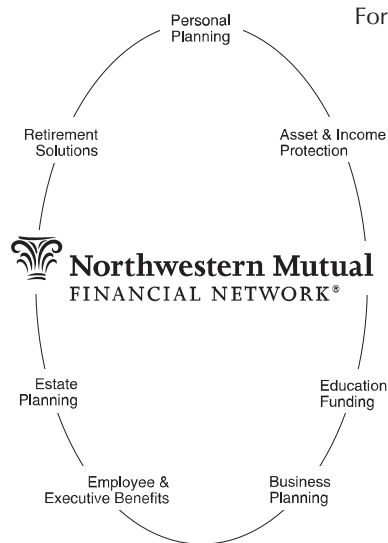 For
Personal
Planning
Retirement
Solutions
Asset & Income
Protection
Northwestern Mutual
FINANCIAL NETWORK®
Estate
Planning
Education
Funding
Employee &
Executive Benefits
Business
Planning